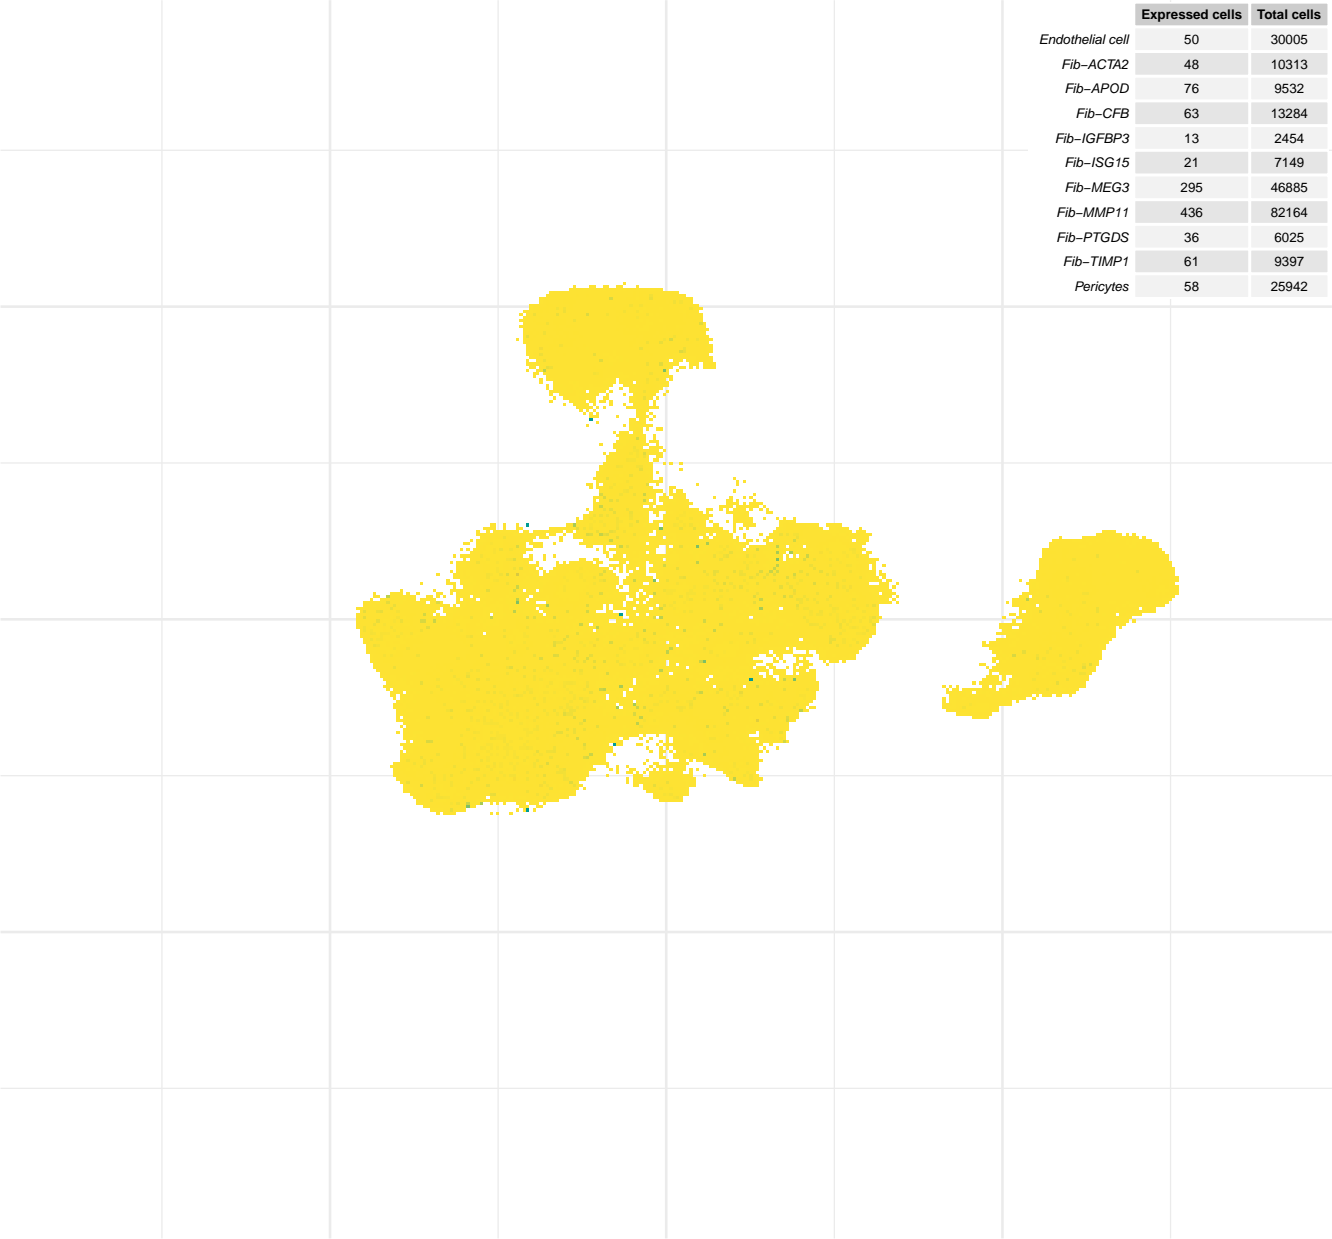 Expressed cells Total cells
Endothelial cell 50 30005
Fib−ACTA2 48 10313
Fib−APOD 76 9532
Fib−CFB 63 13284
Fib−IGFBP3 13 2454
Fib−ISG15 21 7149
Fib−MEG3 295 46885
Fib−MMP11 436 82164
Fib−PTGDS 36 6025
Fib−TIMP1 61 9397
Pericytes 58 25942